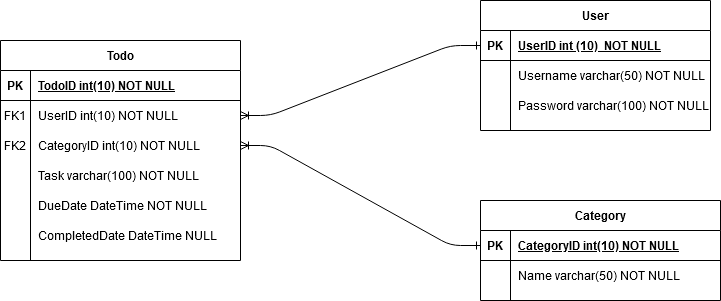 Todo
PK TodoID int(10) NOT NULL
FK1 UserID int(10) NOT NULL
FK2 CategoryID int(10) NOT NULL
Task varchar(100) NOT NULL
DueDate DateTime NOT NULL
CompletedDate DateTime NULL
User
PK UserID int (10) NOT NULL
Username varchar(50) NOT NULL
Password varchar(100) NOT NULL
Category
PK CategoryID int(10) NOT NULL
Name varchar(50) NOT NULL